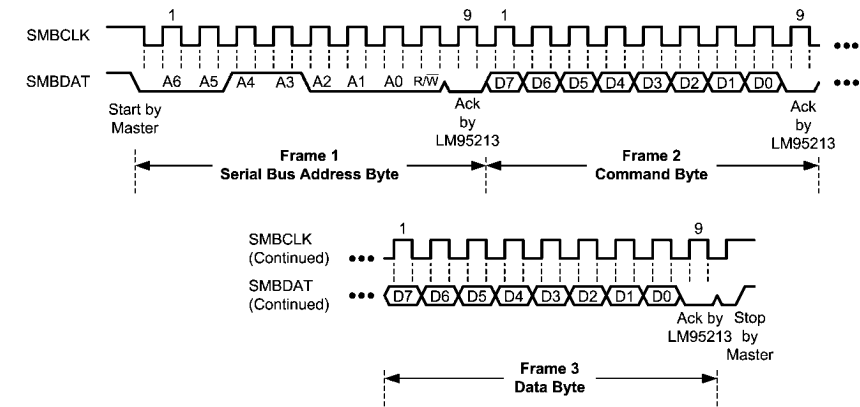 1 9 1 9
SMBCLK
SMBDAT A6 A5 A4 A3 A2 A1 A0 R/W̅ D7 D6 D5 D4 D3 D2 D1 D0
Start by
Master
Ack
by
LM95213
Ack
by
LM95213
Frame 1
Serial Bus Address Byte
Frame 2
Command Byte
1 9
SMBCLK
(Continued)
SMBDAT
(Continued)
D7 D6 D5 D4 D3 D2 D1 D0
Ack by
LM95213
Stop
by
Master
Frame 3
Data Byte